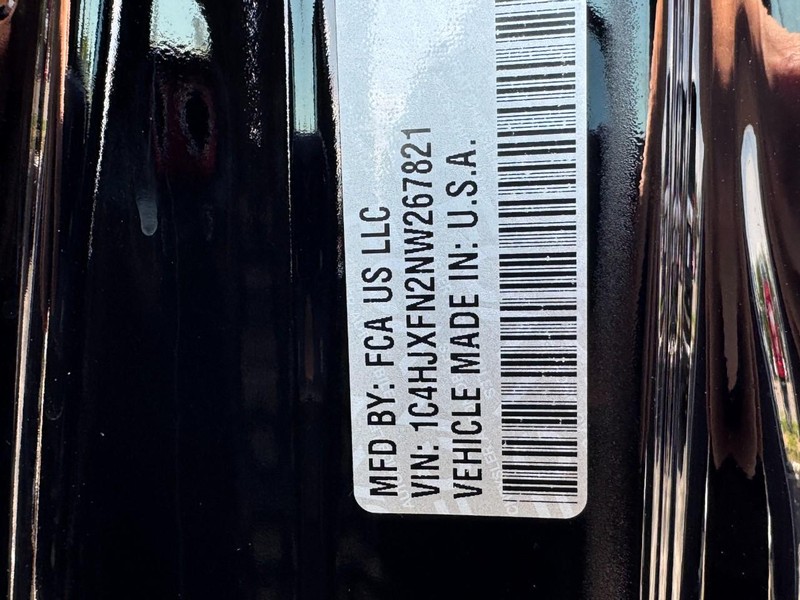 MFD BY: FCA US LLC
VIN: 1C4HJXFN2NW267821
VEHICLE MADE IN: U.S.A.